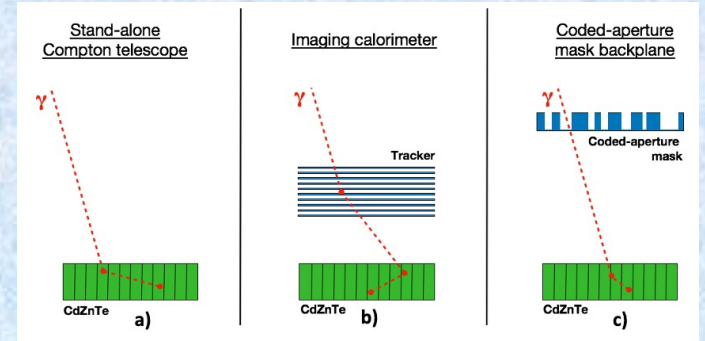 Stand-alone
Compton telescope
γ
CdZnTe
a)
Imaging calorimeter
γ
Tracker
CdZnTe
b)
Coded-aperture
mask backplane
γ
Coded-aperture
mask
CdZnTe
c)